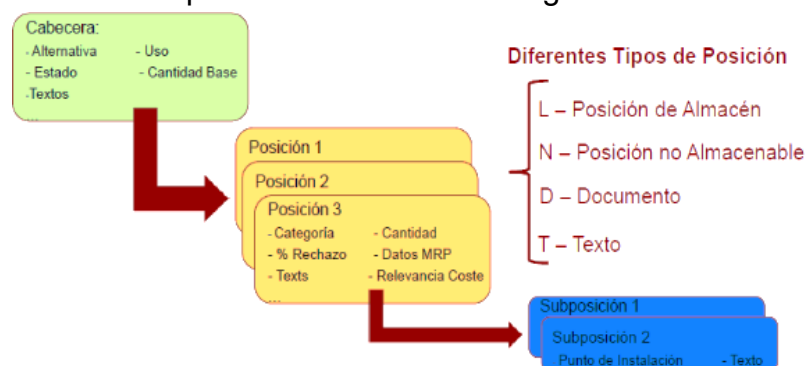 Cabecera:
- Alternativa - Uso
- Estado - Cantidad Base
-Textos
...
Diferentes Tipos de Posición
L – Posición de Almacén
N – Posición no Almacenable
D – Documento
T – Texto
Posición 1
Posición 2
Posición 3
- Categoría - Cantidad
- % Rechazo - Datos MRP
- Texts - Relevancia Coste
...
Subposición 1
Subposición 2
Punto de Instalación - Texto